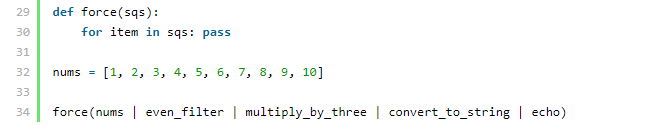 29 def force(sqs):
30     for item in sqs: pass
31
32 nums = [1, 2, 3, 4, 5, 6, 7, 8, 9, 10]
33
34 force(nums | even_filter | multiply_by_three | convert_to_string | echo)